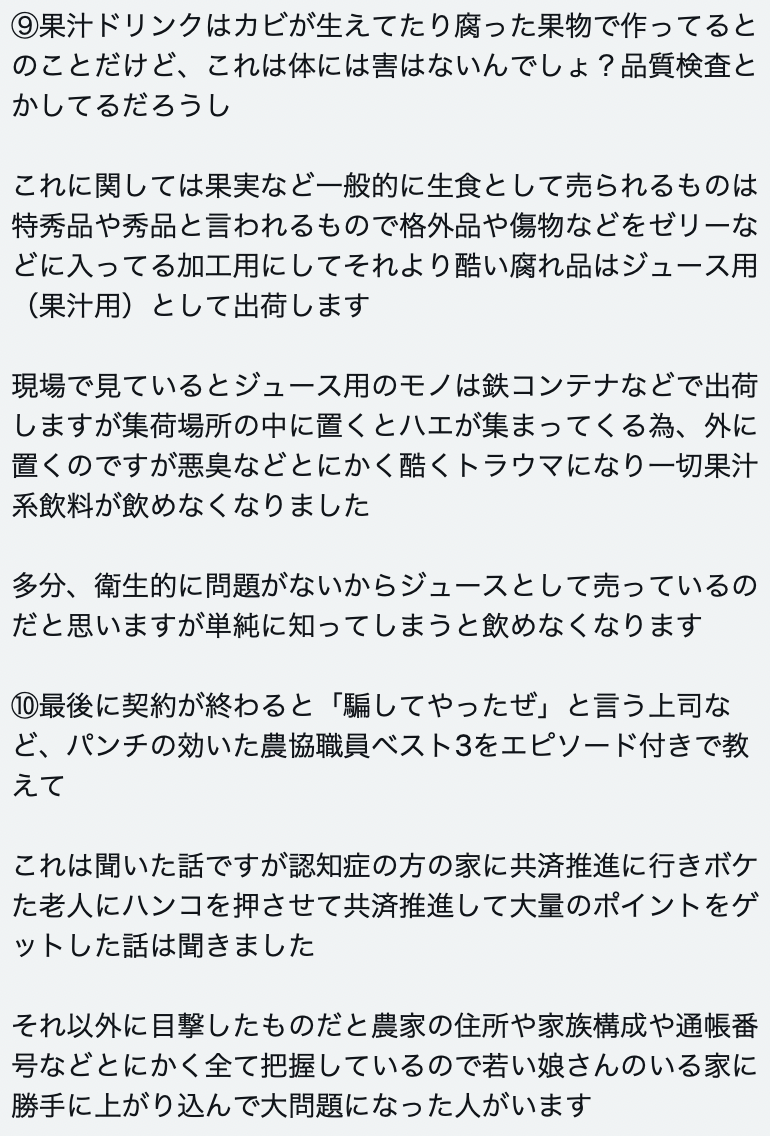 ⑨果汁ドリンクはカビが生えてたり腐った果物で作ってると
のことだけど、これは体には害はないんでしょ？品質検査と
かしてるだろうし
これに関しては果実など一般的に生食として売られるものは
特秀品や秀品と言われるもので格外品や傷物などをゼリーな
どに入ってる加工用にしてそれより酷い腐れ品はジュース用
（果汁用）として出荷します
現場で見ているとジュース用のモノは鉄コンテナなどで出荷
しますが集荷場所の中に置くとハエが集まってくる為、外に
置くのですが悪臭などとにかく酷くトラウマになり一切果汁
系飲料が飲めなくなりました
多分、衛生的に問題がないからジュースとして売っているの
だと思いますが単純に知ってしまうと飲めなくなります
⑩最後に契約が終わると「騙してやったぜ」と言う上司な
ど、パンチの効いた農協職員ベスト3をエピソード付きで教
えて
これは聞いた話ですが認知症の方の家に共済推進に行きボケ
た老人にハンコを押させて共済推進して大量のポイントをゲ
ットした話は聞きました
それ以外に目撃したものだと農家の住所や家族構成や通帳番
号などとにかく全て把握しているので若い娘さんのいる家に
勝手に上がり込んで大問題になった人がいます